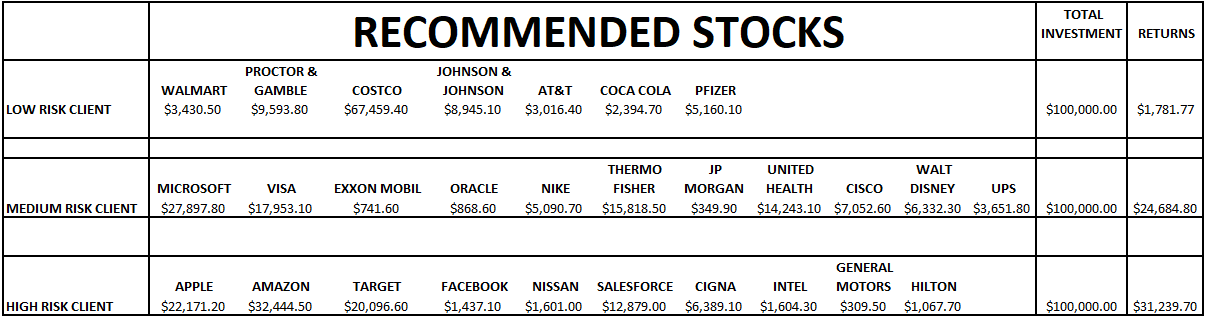 RECOMMENDED STOCKS
TOTAL
INVESTMENT RETURNS
PROCTOR & JOHNSON &
WALMART GAMBLE COSTCO JOHNSON AT&T COCA COLA PFIZER
LOW RISK CLIENT $3,430.50 $9,593.80 $67,459.40 $8,945.10 $3,016.40 $2,394.70 $5,160.10 $100,000.00 $1,781.77
THERMO JP UNITED WALT
MICROSOFT VISA EXXON MOBIL ORACLE NIKE FISHER MORGAN HEALTH CISCO DISNEY UPS
MEDIUM RISK CLIENT $27,897.80 $17,953.10 $741.60 $868.60 $5,090.70 $15,818.50 $349.90 $14,243.10 $7,052.60 $6,332.30 $3,651.80 $100,000.00 $24,684.80
GENERAL
APPLE AMAZON TARGET FACEBOOK NISSAN SALESFORCE CIGNA INTEL MOTORS HILTON
HIGH RISK CLIENT $22,171.20 $32,444.50 $20,096.60 $1,437.10 $1,601.00 $12,879.00 $6,389.10 $1,604.30 $309.50 $1,067.70 $100,000.00 $31,239.70